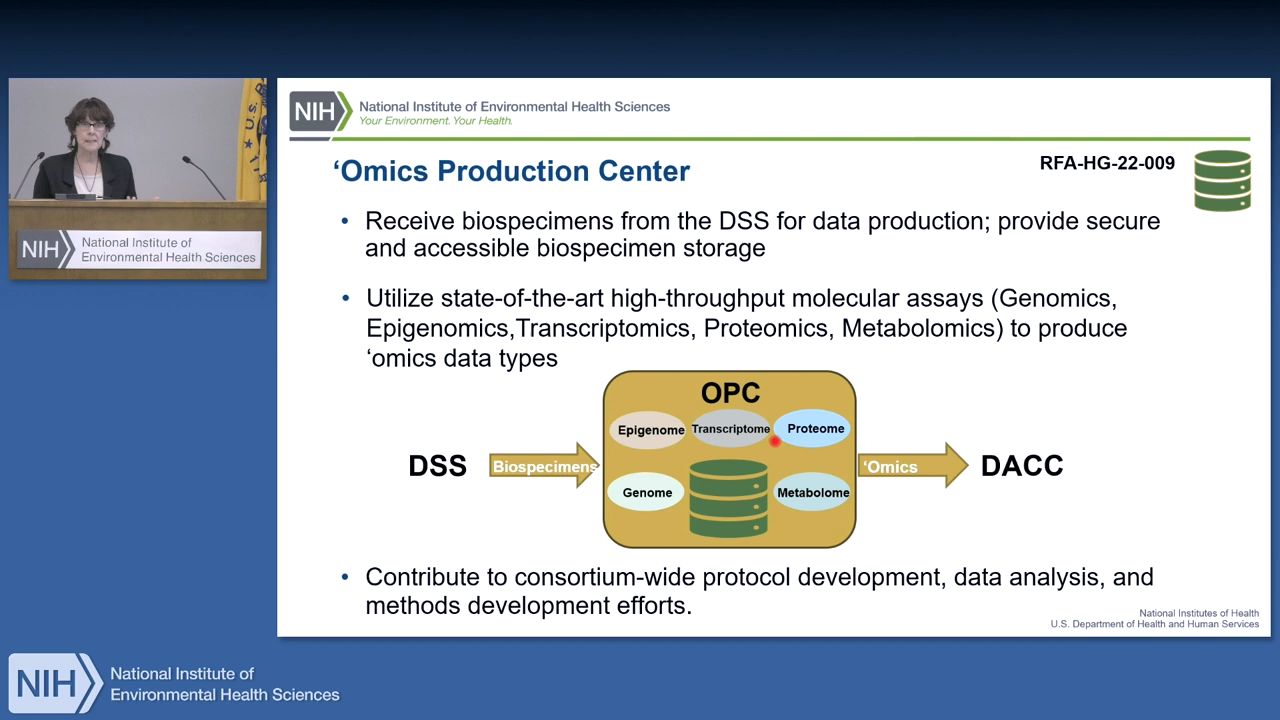 U.S.
NIH
National Institute of
Environmental Health Sciences
NIH
National Institute of Environmental Health Sciences
Your Environment. Your Health.
‘Omics Production Center
RFA-HG-22-009
• Receive biospecimens from the DSS for data production; provide secure
and accessible biospecimen storage
• Utilize state-of-the-art high-throughput molecular assays (Genomics,
Epigenomics,Transcriptomics, Proteomics, Metabolomics) to produce
‘omics data types
OPC
Epigenome
Transcriptome
Proteome
DSS
Biospecimens
‘Omics
DACC
Genome
Metabolome
• Contribute to consortium-wide protocol development, data analysis, and
methods development efforts.
National Institutes of Health
U.S. Department of Health and Human Services
NIH
National Institute of
Environmental Health Sciences